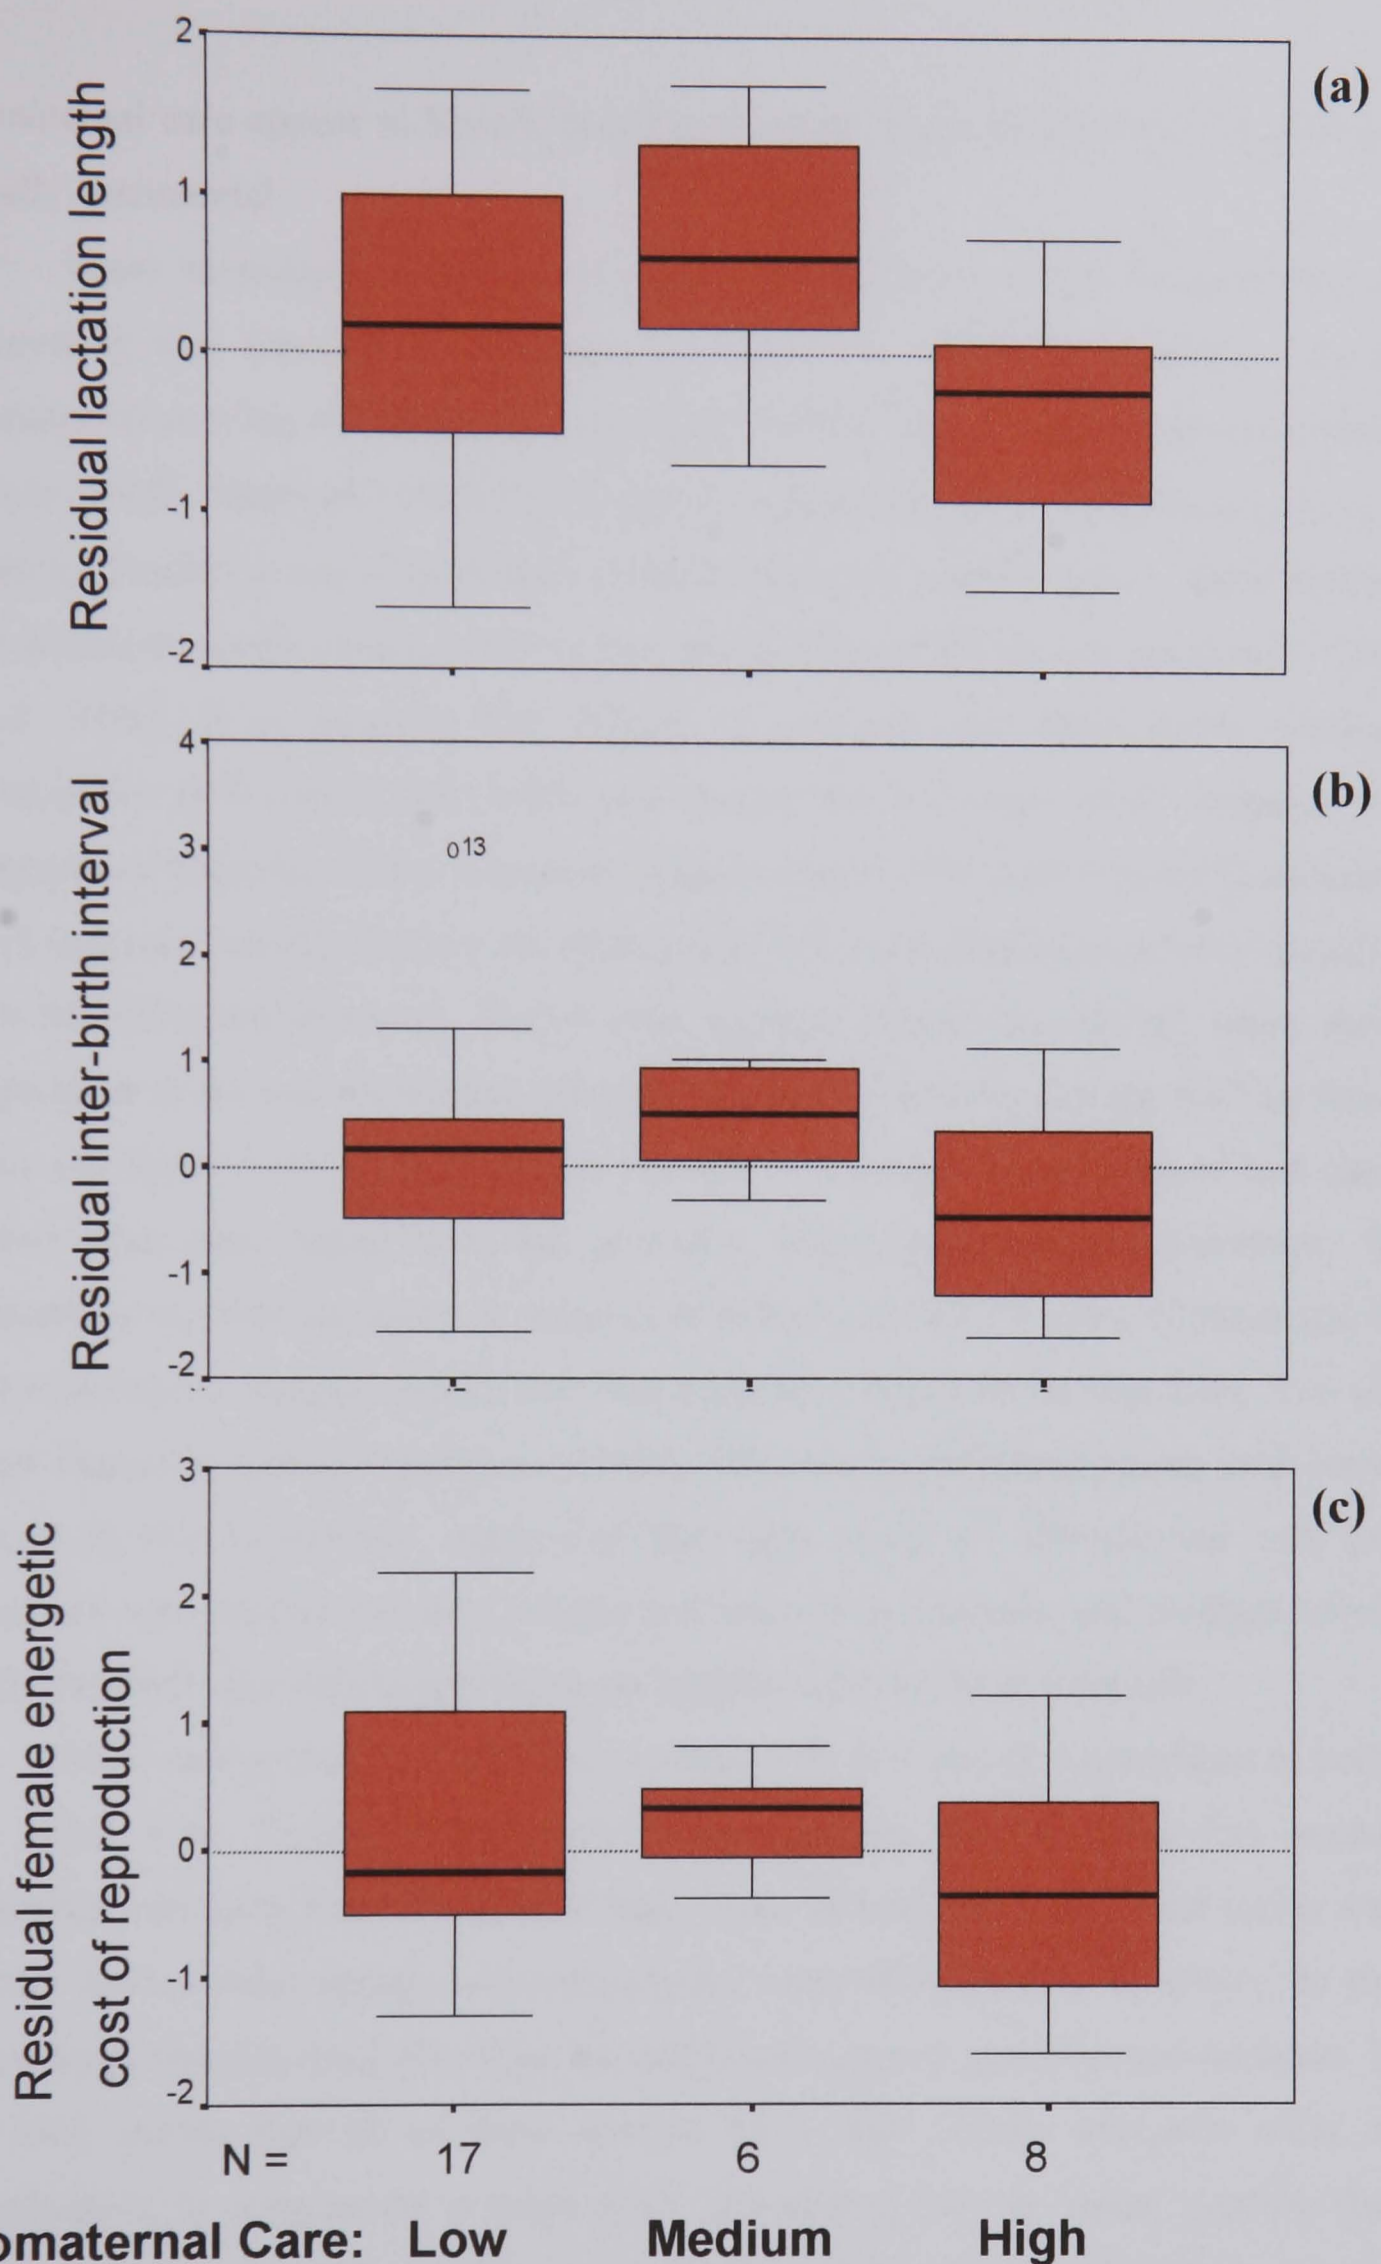 (a)
Residual lactation length
2
1
0
-1
-2
(b)
Residual inter-birth interval
4
3
2
1
0
-1
-2
o13
(c)
Residual female energetic
cost of reproduction
3
2
1
0
-1
-2
N = 17 6 8
omaternal Care: Low Medium High